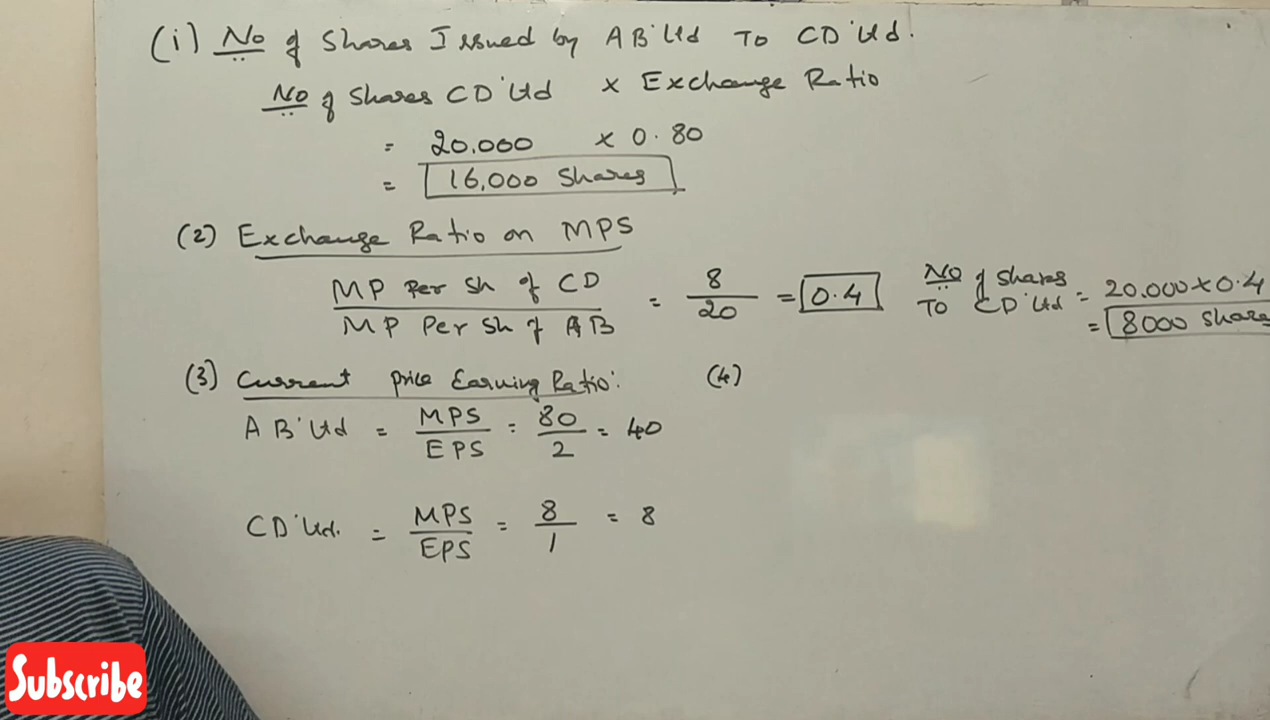 (i) No of Shares Issued by AB Ltd To CD Ltd.
No of Shares CD Ltd x Exchange Ratio
= 20,000 x 0.80
= 16,000 Shares
(2) Exchange Ratio on MPS
MP Per Sh of CD
MP Per Sh of AB
= 8
20
= 0.4
No of Shares
To CD Ltd
= 20,000 x 0.4
= 8000 Shares
(3) Current price Earning Ratio:
AB Ltd = MPS
EPS
= 80
2
= 40
CD Ltd. = MPS
EPS
= 8
1
= 8
(4)
Subscribe